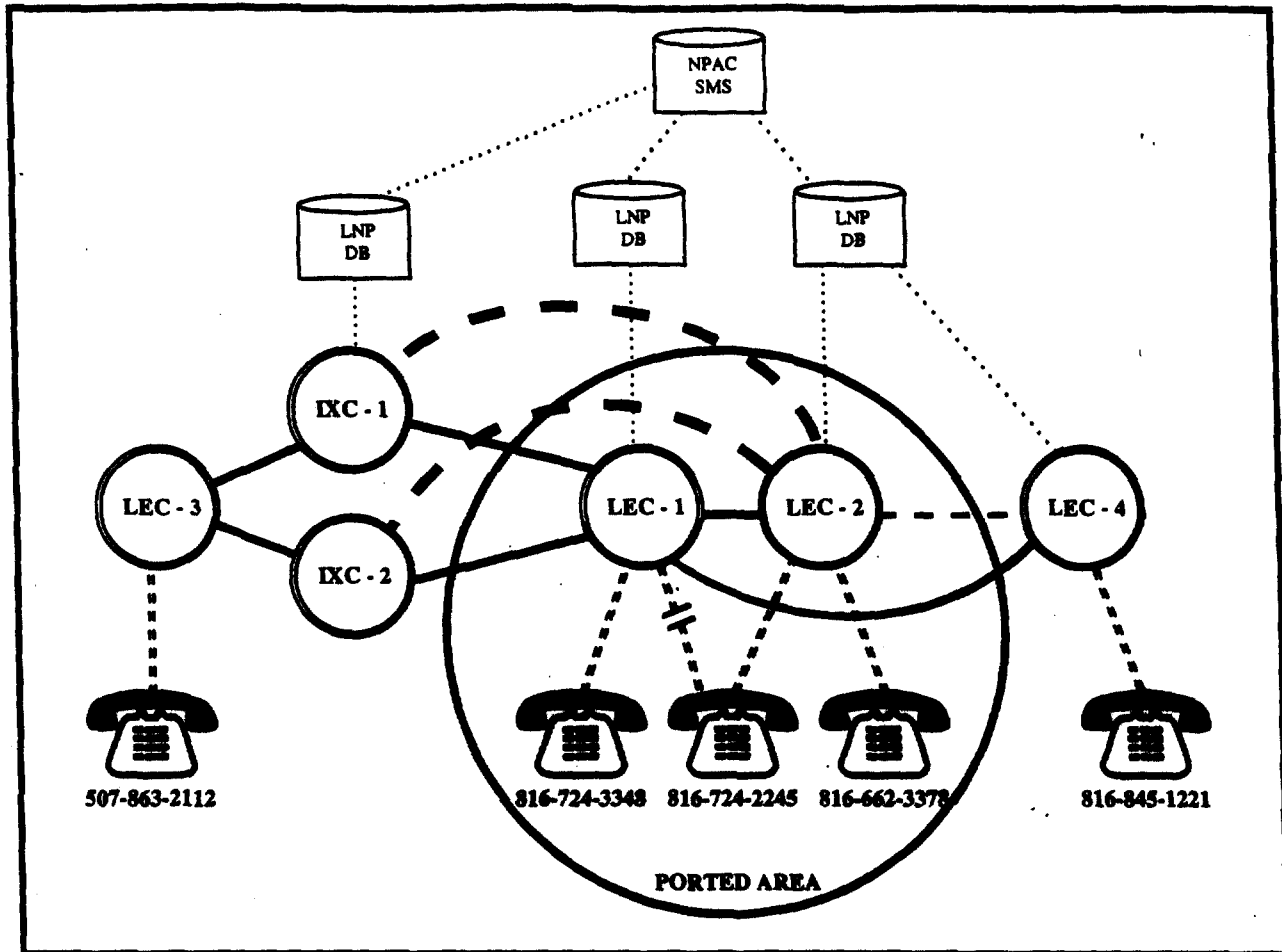 NPAC
SMS
LNP
DB
LNP
DB
LNP
DB
IXC - 1
LEC - 3
LEC - 1
LEC - 2
LEC - 4
IXC - 2
507-863-2112
816-724-3348
816-724-2245
816-662-3378
816-845-1221
PORTED AREA